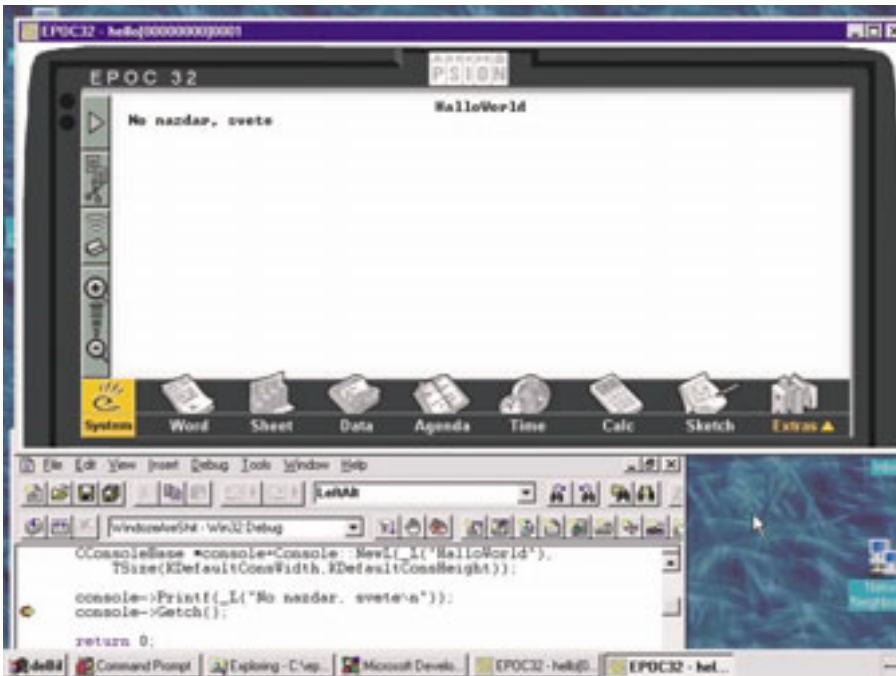 EPOC32 - hello[00000000]0001
EPOC 32
PSION
HalloWorld
No nazdar, svete
System Word Sheet Data Agenda Time Calc Sketch Extras
File Edit View Insert Debug Tools Window Help
LeftAlt
WindozeAreShit - Win32 Debug
CConsoleBase *console=Console::NewL(_L("HalloWorld"),
TSize(KDefaultConsWidth,KDefaultConsHeight));
console->Printf(_L("No nazdar, svete\n"));
console->Getch();
return 0;
Command Prompt Exploring - C:\ep... Microsoft Develo... EPOC32 - hello[0... EPOC32 - hel...